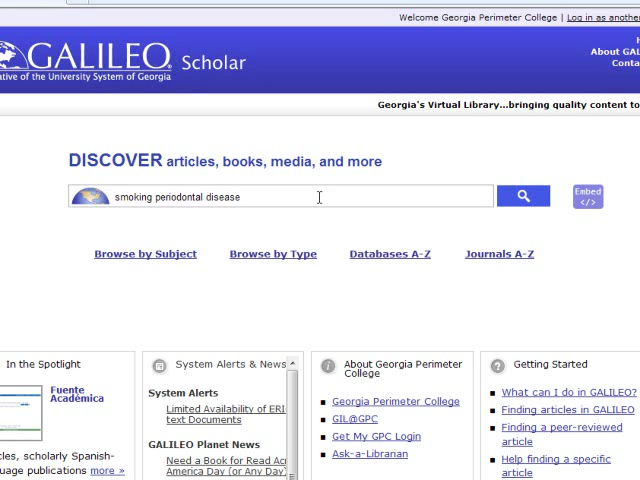 Welcome Georgia Perimeter College | Log in as another
GALILEO Scholar
ative of the University System of Georgia
About GAL
Conta
Georgia's Virtual Library...bringing quality content to
DISCOVER articles, books, media, and more
smoking periodontal disease
Embed
</>
Browse by Subject Browse by Type Databases A-Z Journals A-Z
In the Spotlight
Fuente
Académica
cles, scholarly Spanish-
uage publications more »
System Alerts & News
System Alerts
Limited Availability of ERI
text Documents
GALILEO Planet News
Need a Book for Read Acr
America Day (or Any Day)
About Georgia Perimeter
College
Georgia Perimeter College
GIL@GPC
Get My GPC Login
Ask-a-Librarian
Getting Started
What can I do in GALILEO?
Finding articles in GALILEO
Finding a peer-reviewed
article
Help finding a specific
article